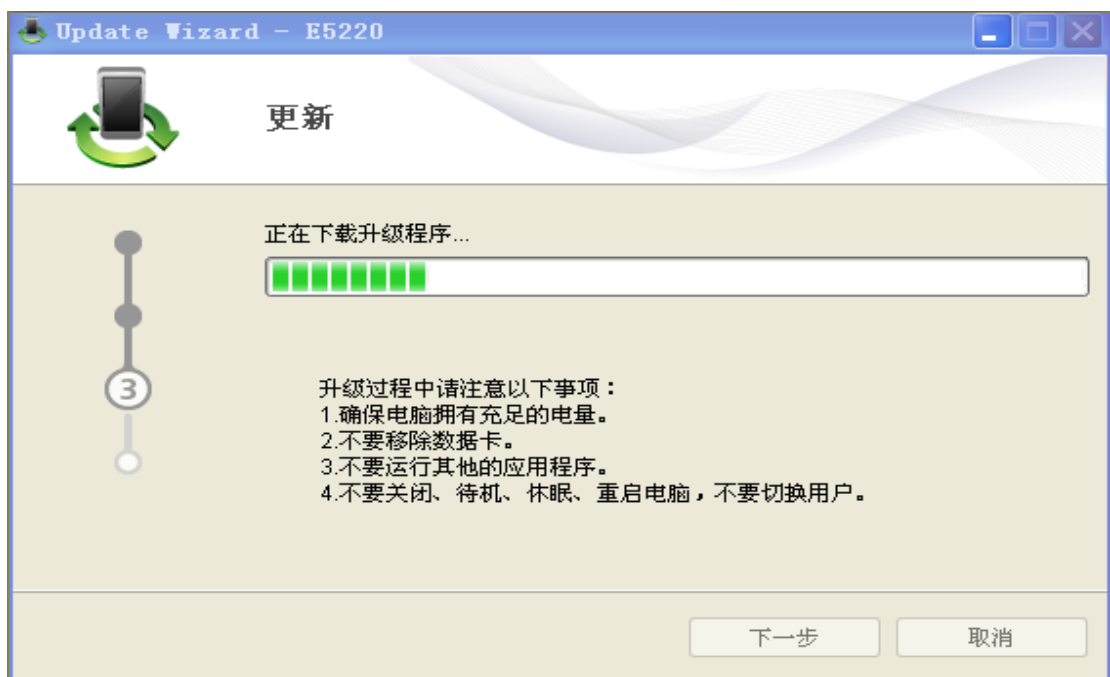 Update Wizard - E5220
更新
正在下载升级程序...
3
升级过程中请注意以下事项：
1.确保电脑拥有充足的电量。
2.不要移除数据卡。
3.不要运行其他的应用程序。
4.不要关闭、待机、休眠、重启电脑，不要切换用户。
下一步
取消